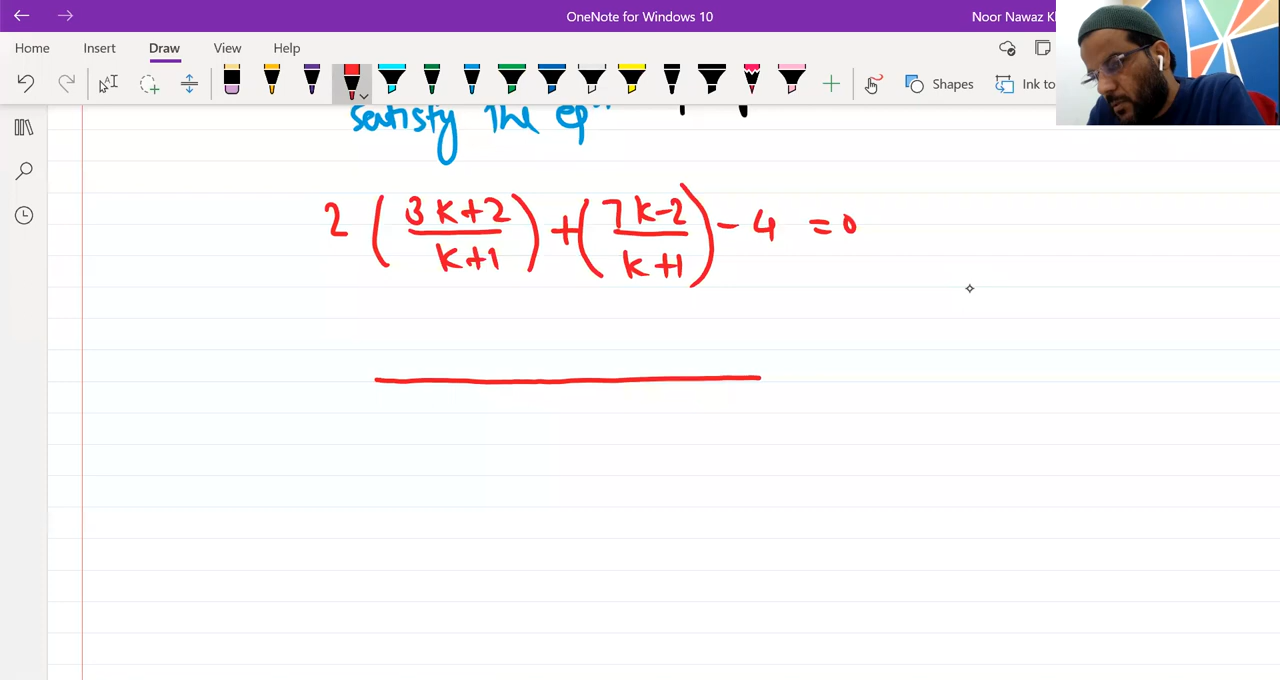 OneNote for Windows 10
Noor Nawaz
Home Insert Draw View Help
Shapes Ink to
satisfy the eqⁿ
2 ( (3k+2)/(k+1) ) + ( (7k-2)/(k+1) ) - 4 = 0